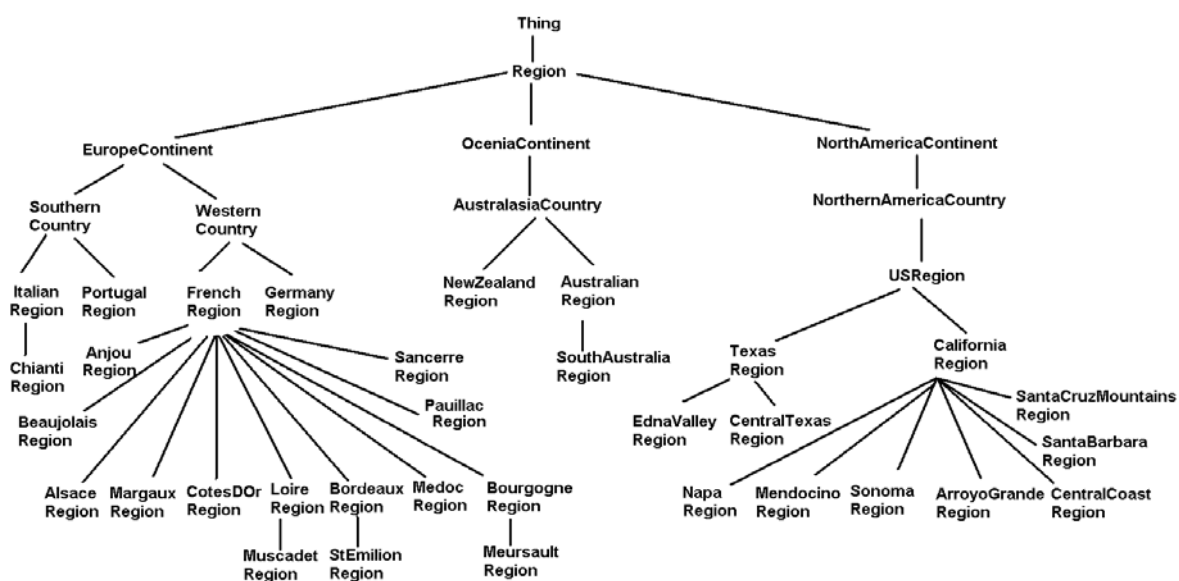 Thing
Region
EuropeContinent
OceniaContinent
NorthAmericaContinent
Southern
Country
Western
Country
AustralasiaCountry
NorthernAmericaCountry
Italian
Region
Portugal
Region
French
Region
Germany
Region
NewZealand
Region
Australian
Region
USRegion
Chianti
Region
Anjou
Region
Sancerre
Region
SouthAustralia
Region
Texas
Region
California
Region
Beaujolais
Region
Pauillac
Region
EdnaValley
Region
CentralTexas
Region
SantaCruzMountains
Region
SantaBarbara
Region
Alsace
Region
Margaux
Region
CotesDOr
Region
Loire
Region
Bordeaux
Region
Medoc
Region
Bourgogne
Region
Napa
Region
Mendocino
Region
Sonoma
Region
ArroyoGrande
Region
CentralCoast
Region
Muscadet
Region
StEmilion
Region
Meursault
Region